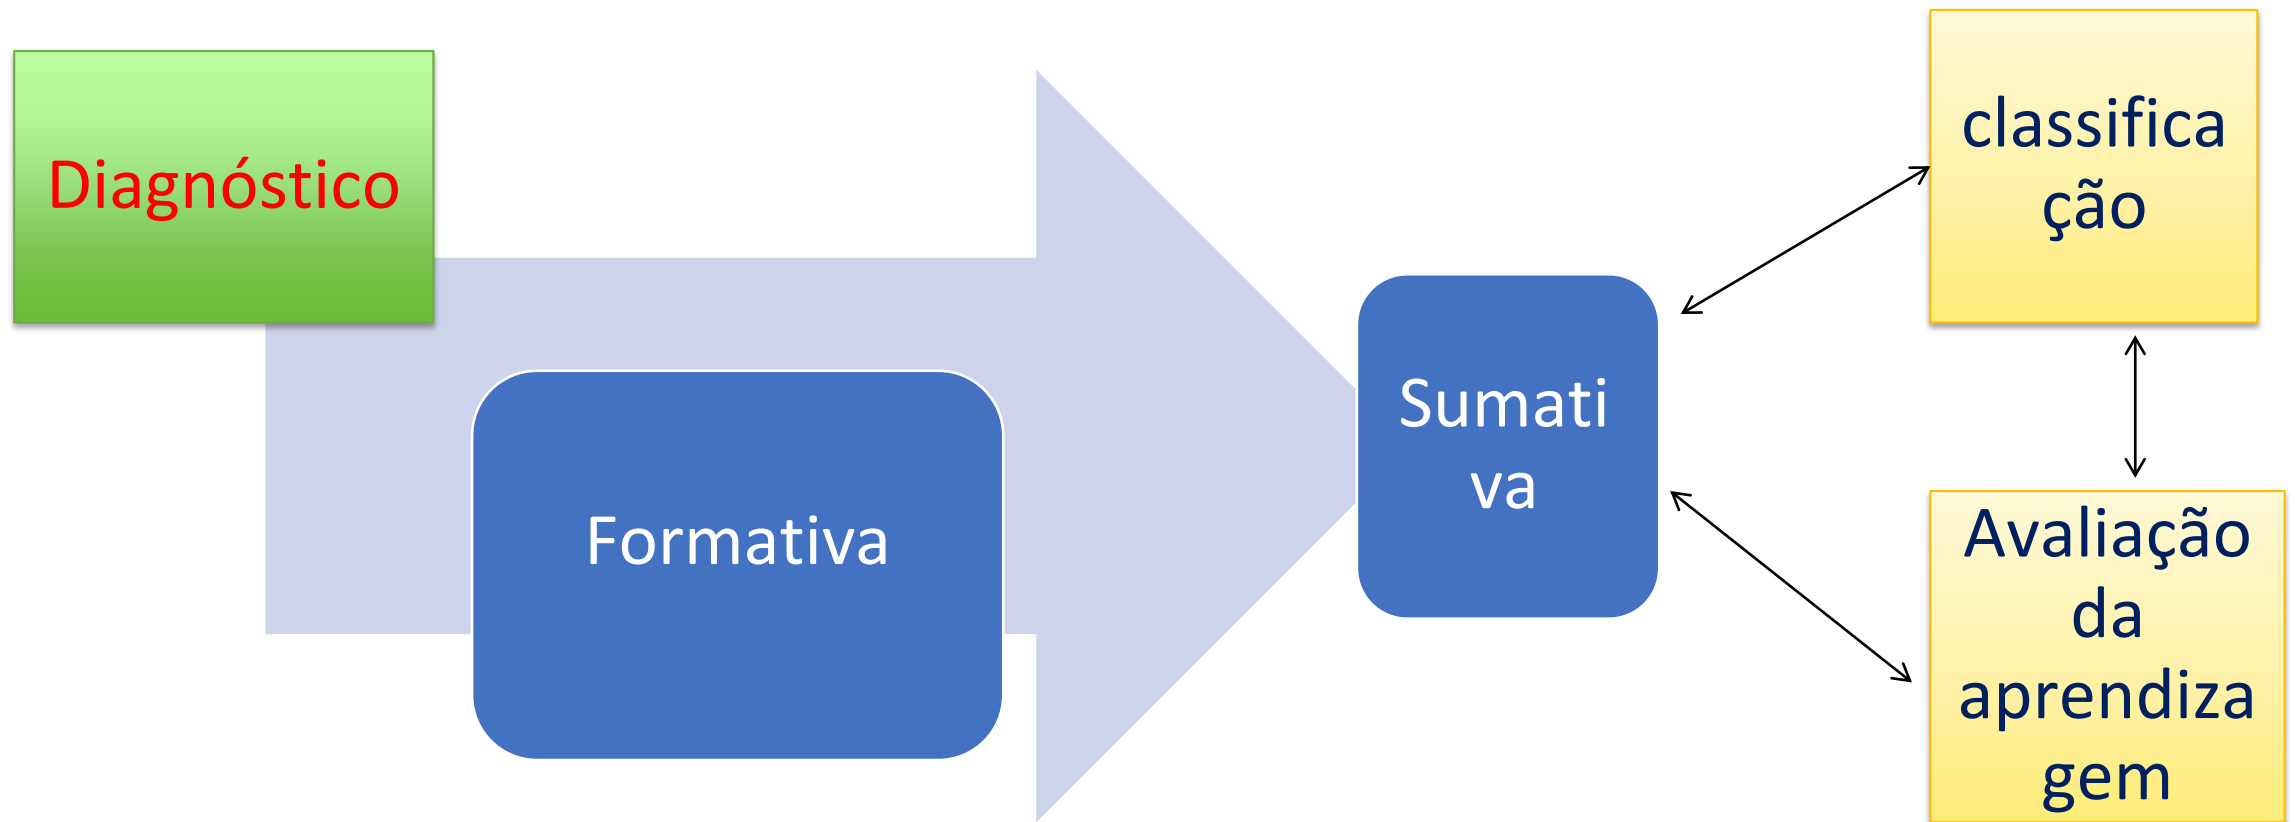 Diagnóstico
Formativa
Sumati
va
classifica
ção
Avaliação
da
aprendiza
gem